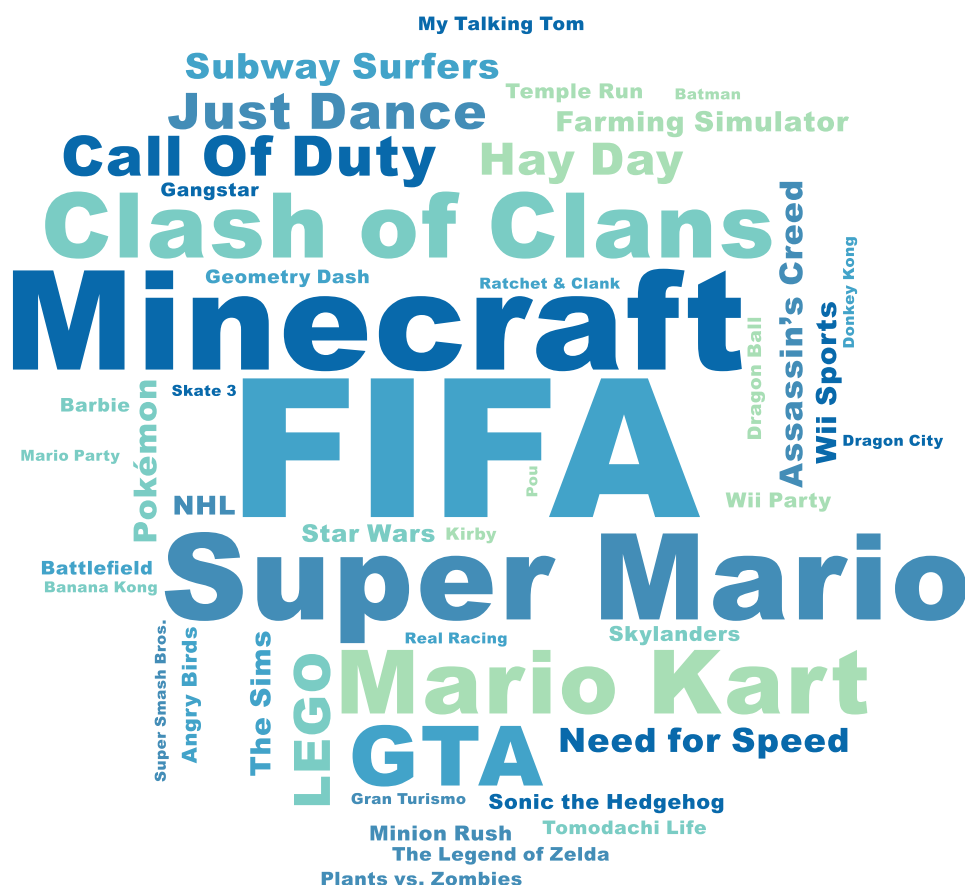 My Talking Tom
Subway Surfers
Temple Run
Batman
Just Dance
Farming Simulator
Call Of Duty
Hay Day
Gangstar
Clash of Clans
Assassin’s Creed
Donkey Kong
Geometry Dash
Ratchet & Clank
Minecraft
Wii Sports
Dragon Ball
Skate 3
Barbie
Pokémon
FIFA
Dragon City
Mario Party
Pou
Wii Party
NHL
Star Wars
Kirby
Battlefield
Banana Kong
Super Mario
Super Smash Bros.
Angry Birds
The Sims
Real Racing
Skylanders
LEGO
Mario Kart
GTA
Need for Speed
Gran Turismo
Sonic the Hedgehog
Minion Rush
Tomodachi Life
The Legend of Zelda
Plants vs. Zombies